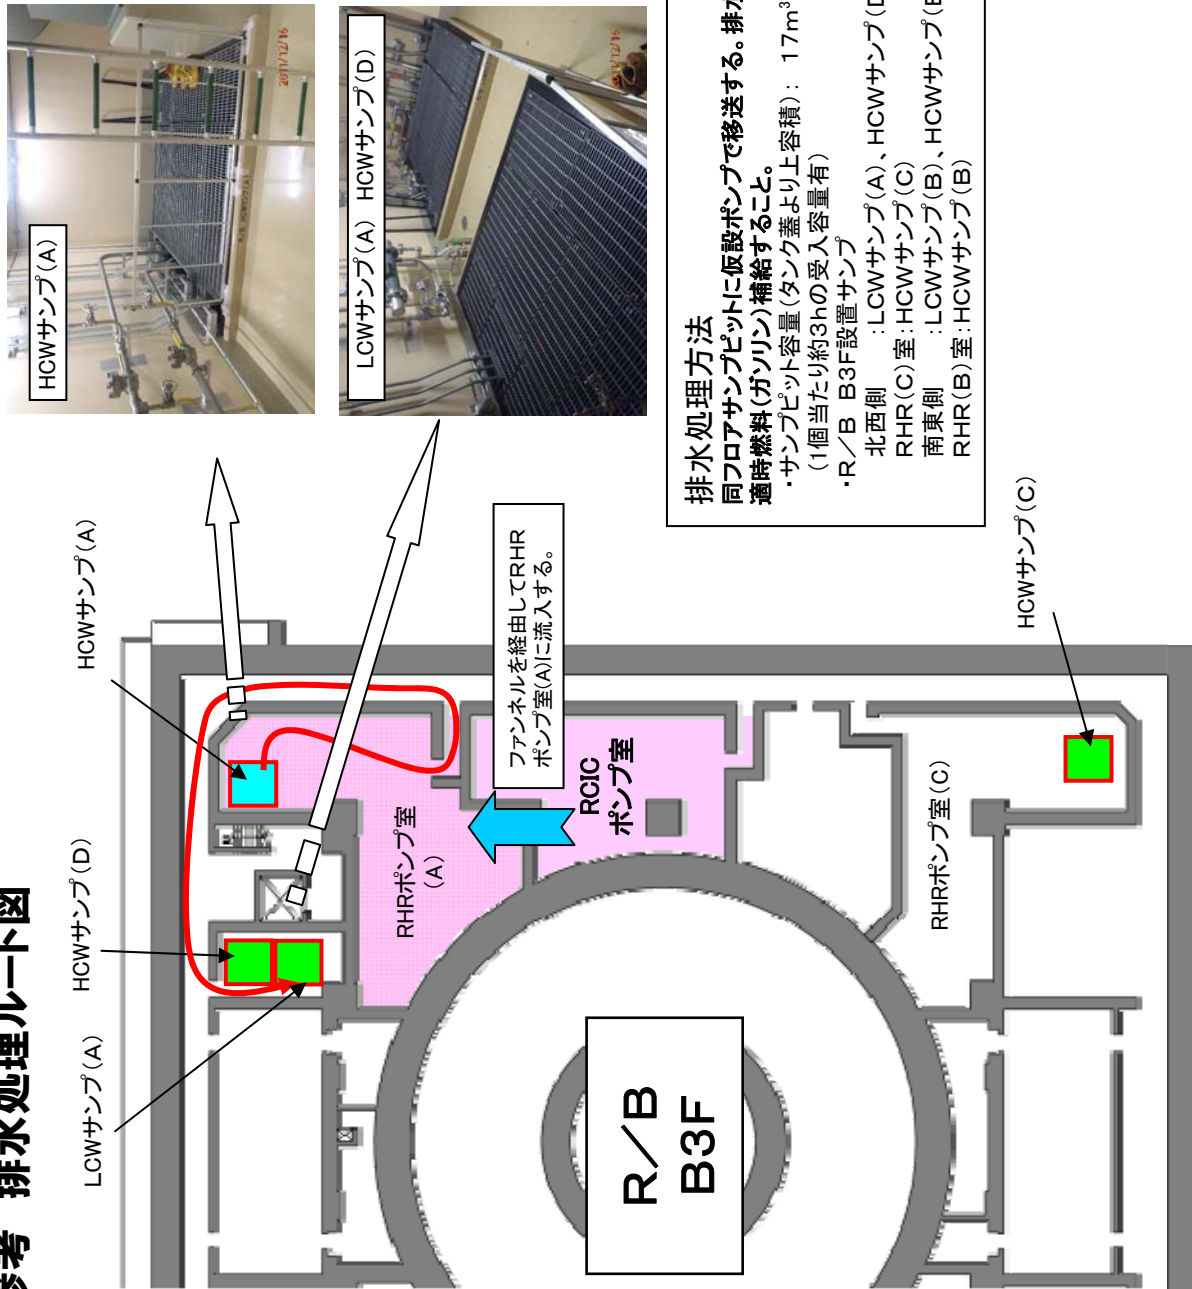 参考 排水処理ルート図
LCWサンプ(A)
HCWサンプ(D)
HCWサンプ(A)
HCWサンプ(A)
2011/12/16
LCWサンプ(A) HCWサンプ(D)
2011/12/16
RHRポンプ室
(A)
ファンネルを経由してRHR
ポンプ室(A)に流入する。
RCIC
ポンプ室
R/B
B3F
RHRポンプ室(C)
HCWサンプ(C)
排水処理方法
同フロアサンプピットに仮設ポンプで移送する。排水
適時燃料(ガソリン)補給すること。
・サンプピット容量(タンク蓋より上容積): 17m³
(1個当たり約3hの受入容量有)
・R/B B3F設置サンプ
北西側 :LCWサンプ(A)、HCWサンプ(D
RHR(C)室:HCWサンプ(C)
南東側 :LCWサンプ(B)、HCWサンプ(E
RHR(B)室:HCWサンプ(B)